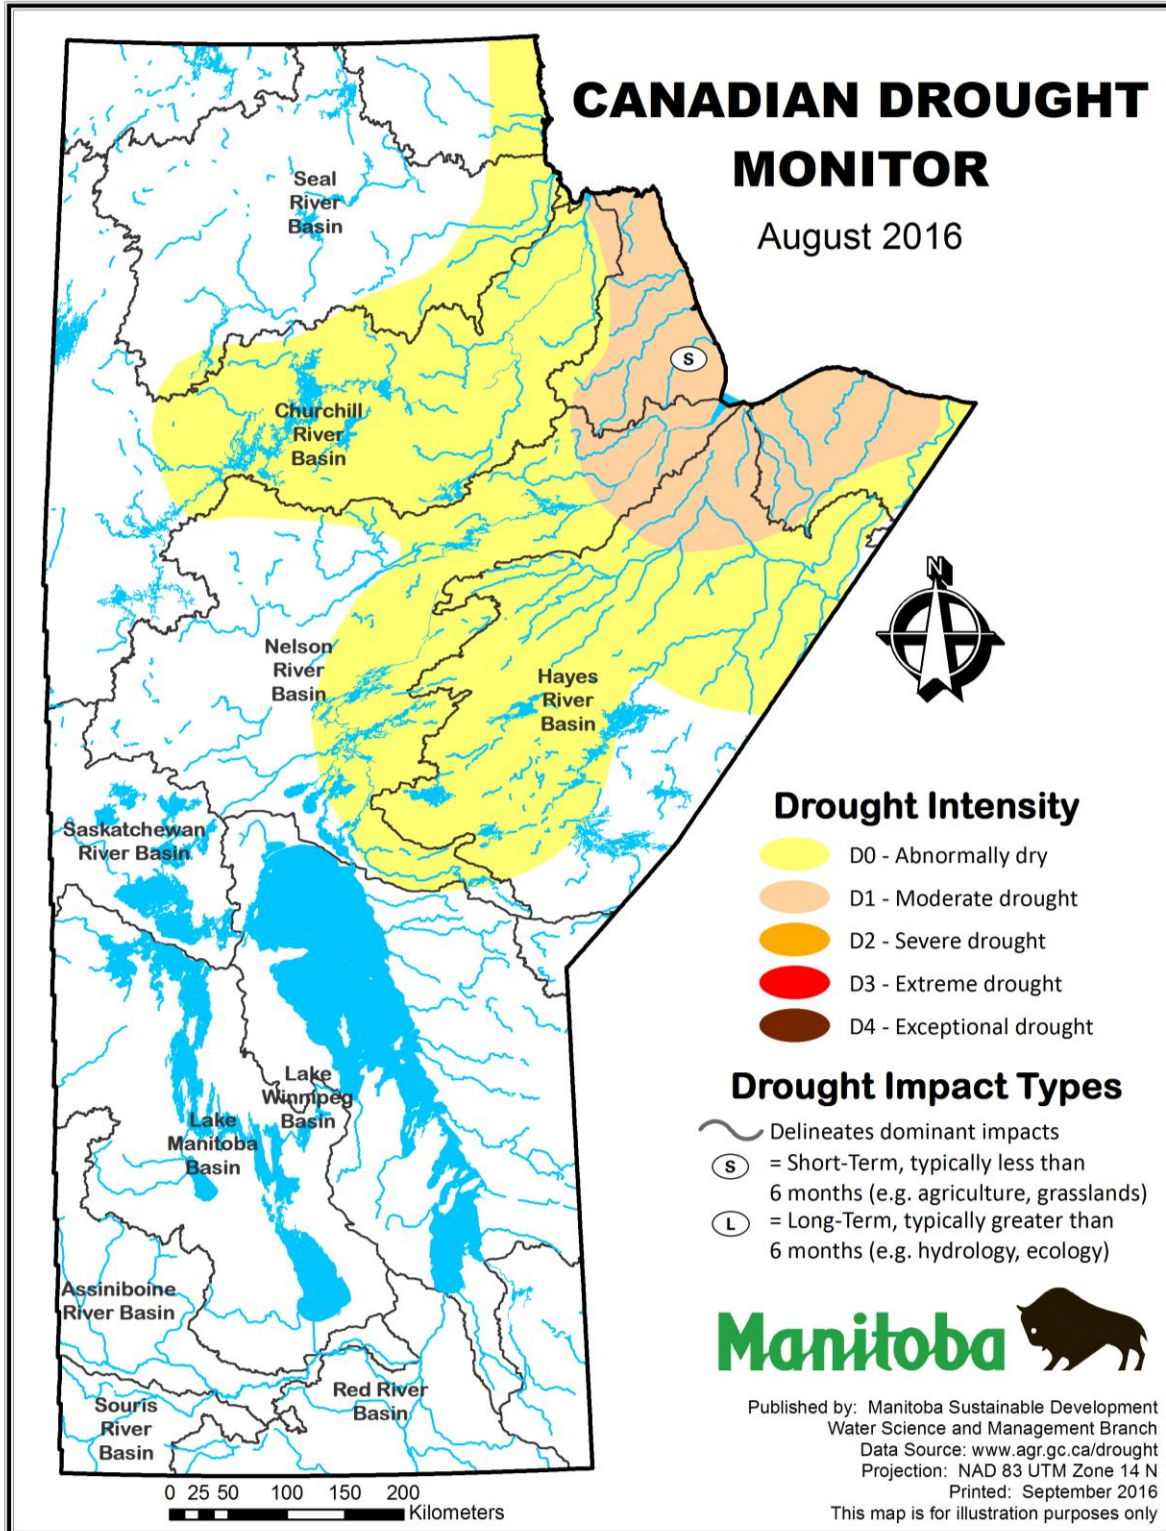 CANADIAN DROUGHT
MONITOR
August 2016
Seal
River
Basin
S
Churchill
River
Basin
N
Nelson
River
Basin
Hayes
River
Basin
Saskatchewan
River Basin
Lake
Winnipeg
Basin
Lake
Manitoba
Basin
Assiniboine
River Basin
Souris
River
Basin
Red River
Basin
0 25 50 100 150 200
Kilometers
Drought Intensity
D0 - Abnormally dry
D1 - Moderate drought
D2 - Severe drought
D3 - Extreme drought
D4 - Exceptional drought
Drought Impact Types
Delineates dominant impacts
S = Short-Term, typically less than
6 months (e.g. agriculture, grasslands)
L = Long-Term, typically greater than
6 months (e.g. hydrology, ecology)
Manitoba
Published by: Manitoba Sustainable Development
Water Science and Management Branch
Data Source: www.agr.gc.ca/drought
Projection: NAD 83 UTM Zone 14 N
Printed: September 2016
This map is for illustration purposes only